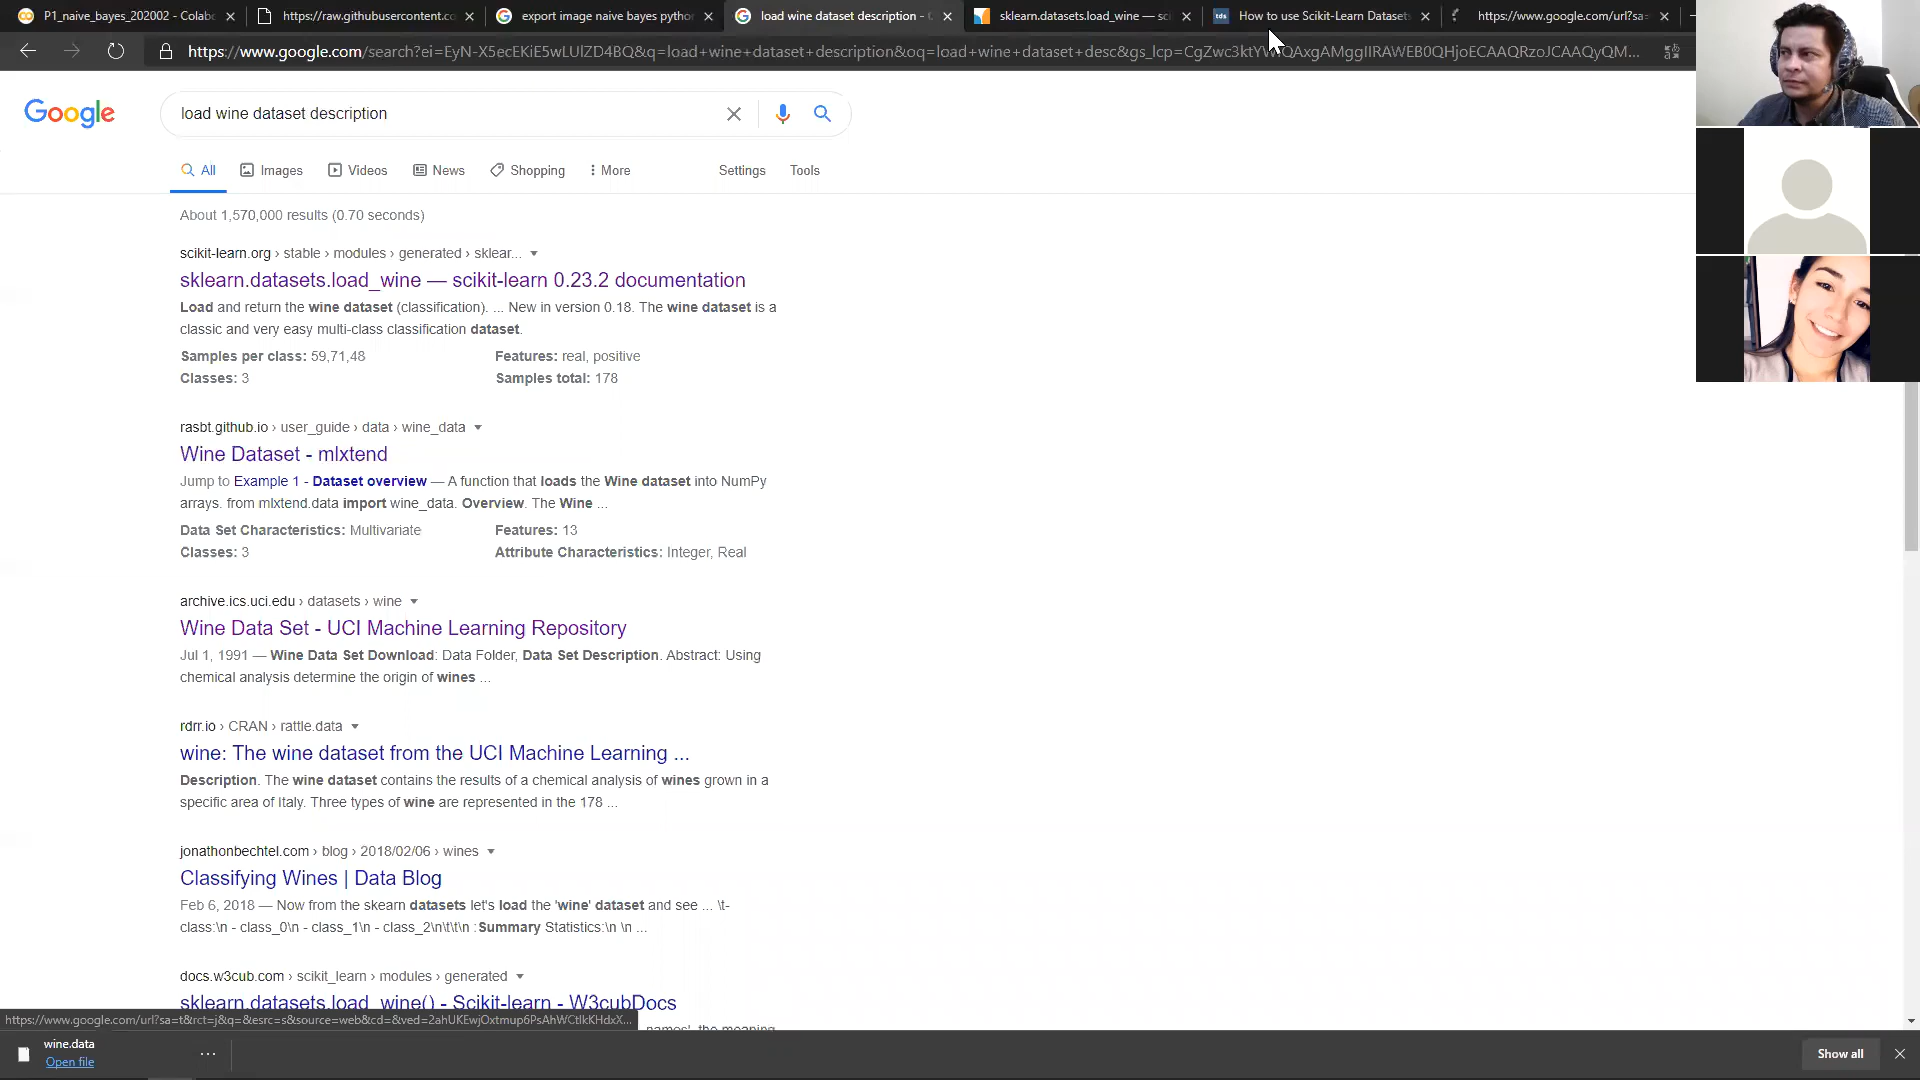 P1_naive_bayes_202002 - Colab
https://raw.githubusercontent.co
export image naive bayes python
load wine dataset description -
sklearn.datasets.load_wine — sci
tds
How to use Scikit-Learn Datasets
https://www.google.com/url?sa=
https://www.google.com/search?ei=EyN-X5ecEKiE5wLUlZD4BQ&q=load+wine+dataset+description&oq=load+wine+dataset+desc&gs_lcp=
Google
load wine dataset description
All
Images
Videos
News
Shopping
More
Settings
Tools
About 1,570,000 results (0.70 seconds)
scikit-learn.org › stable › modules › generated › sklear...
sklearn.datasets.load_wine — scikit-learn 0.23.2 documentation
Load and return the wine dataset (classification). ... New in version 0.18. The wine dataset is a
classic and very easy multi-class classification dataset.
Samples per class: 59,71,48
Features: real, positive
Classes: 3
Samples total: 178
rasbt.github.io › user_guide › data › wine_data
Wine Dataset - mlxtend
Jump to Example 1 - Dataset overview — A function that loads the Wine dataset into NumPy
arrays. from mlxtend.data import wine_data. Overview. The Wine ...
Data Set Characteristics: Multivariate
Features: 13
Classes: 3
Attribute Characteristics: Integer, Real
archive.ics.uci.edu › datasets › wine
Wine Data Set - UCI Machine Learning Repository
Jul 1, 1991 — Wine Data Set Download: Data Folder, Data Set Description. Abstract: Using
chemical analysis determine the origin of wines ...
rdrr.io › CRAN › rattle.data
wine: The wine dataset from the UCI Machine Learning ...
Description. The wine dataset contains the results of a chemical analysis of wines grown in a
specific area of Italy. Three types of wine are represented in the 178 ...
jonathonbechtel.com › blog › 2018/02/06 › wines
Classifying Wines | Data Blog
Feb 6, 2018 — Now from the skearn datasets let's load the 'wine' dataset and see ... \t-
class:\n - class_0\n - class_1\n - class_2\n\t\t\n :Summary Statistics:\n \n ...
docs.w3cub.com › scikit_learn › modules › generated
sklearn.datasets.load_wine() - Scikit-learn - W3cubDocs
names', the meaning
wine.data
Open file
...
Show all